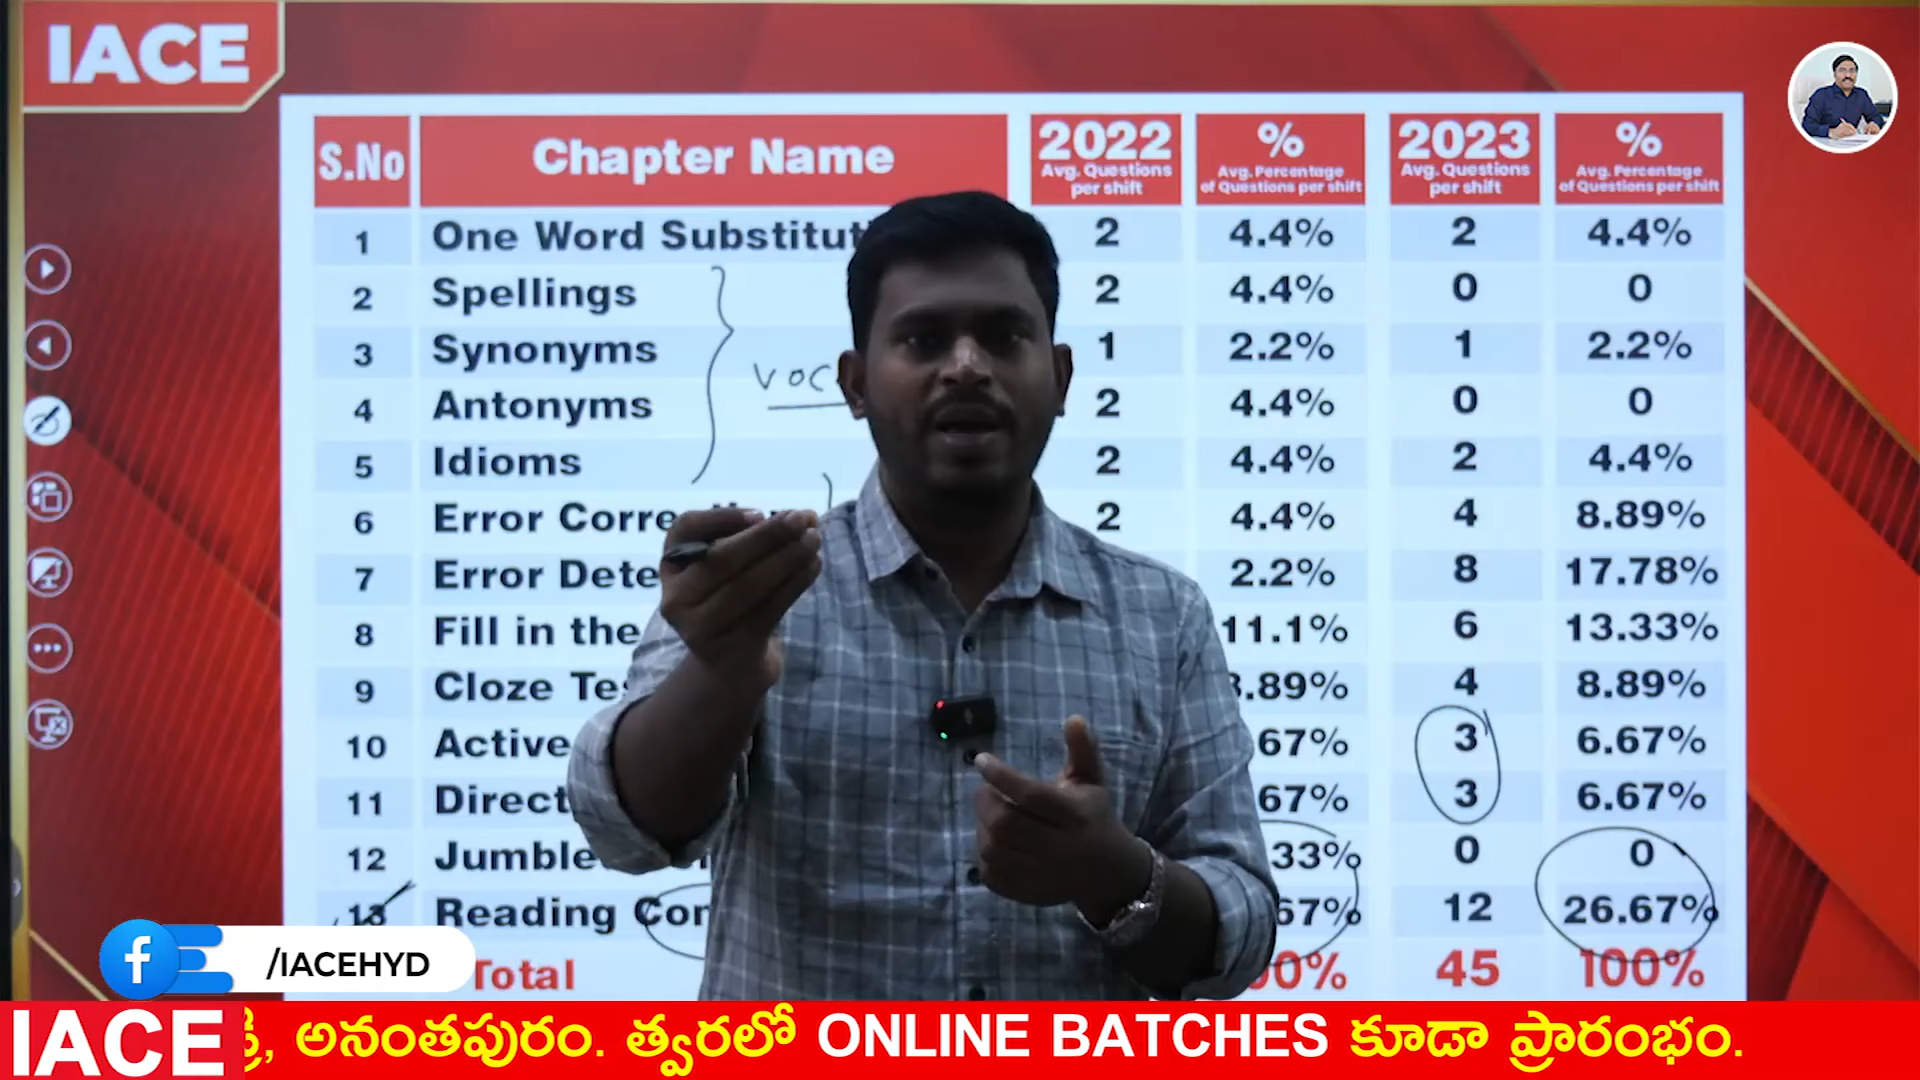 IACE
S.No Chapter Name 2022 Avg. Questions per shift % Avg. Percentage of Questions per shift 2023 Avg. Questions per shift % Avg. Percentage of Questions per shift
1 One Word 2 4.4% 2 4.4%
2 Spellings 2 4.4% 0 0
3 Synonyms 1 2.2% 1 2.2%
VOC
4 Antonyms 2 4.4% 0 0
5 Idioms 2 4.4% 2 4.4%
6 Error 2 4.4% 4 8.89%
7 Error 2.2% 8 17.78%
8 Fill in the 11.1% 6 13.33%
9 Cloze .89% 4 8.89%
10 Active 67% 3 6.67%
11 Direct 67% 3 6.67%
12 Jumble 33% 0 0
13 Reading 67% 12 26.67%
Total 00% 45 100%
/IACEHYD
IACE , అనంతపురం. త్వరలో ONLINE BATCHES కూడా ప్రారంభం.